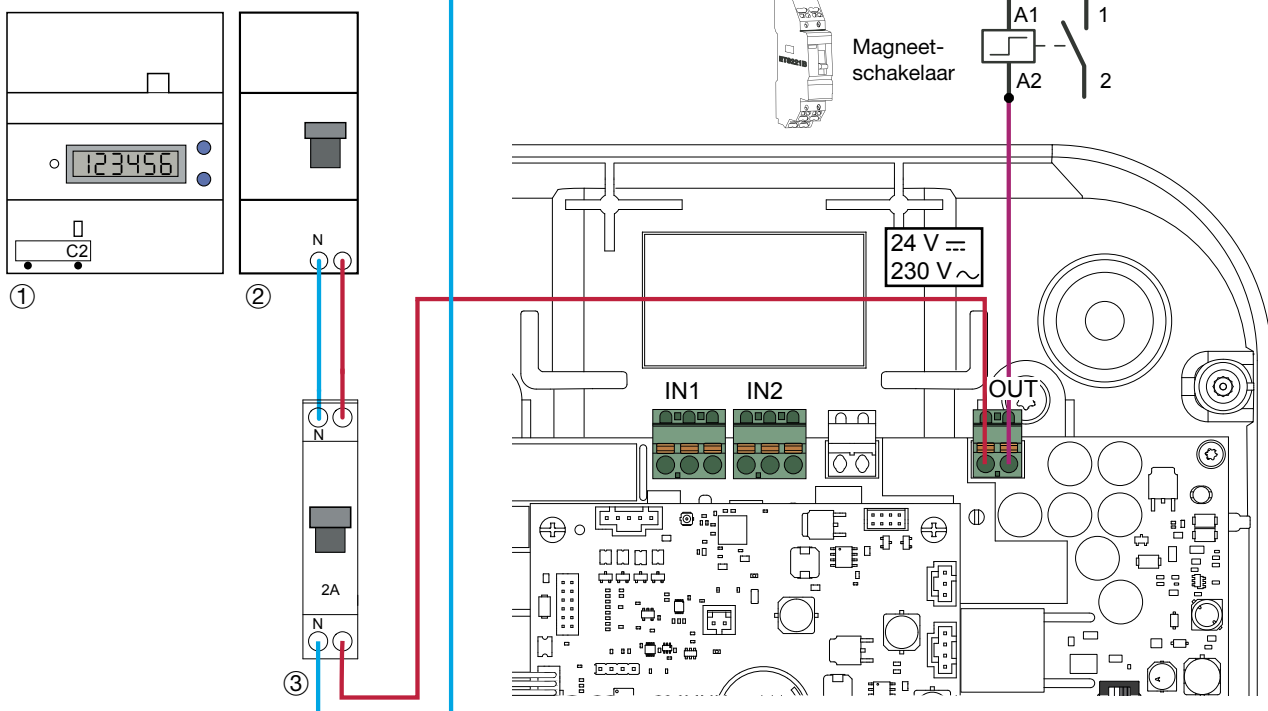 A1
1
Magneet-
schakelaar
A2
2
123456
C2
N
24 V
230 V
①
②
IN1
IN2
OUT
N
2A
N
③